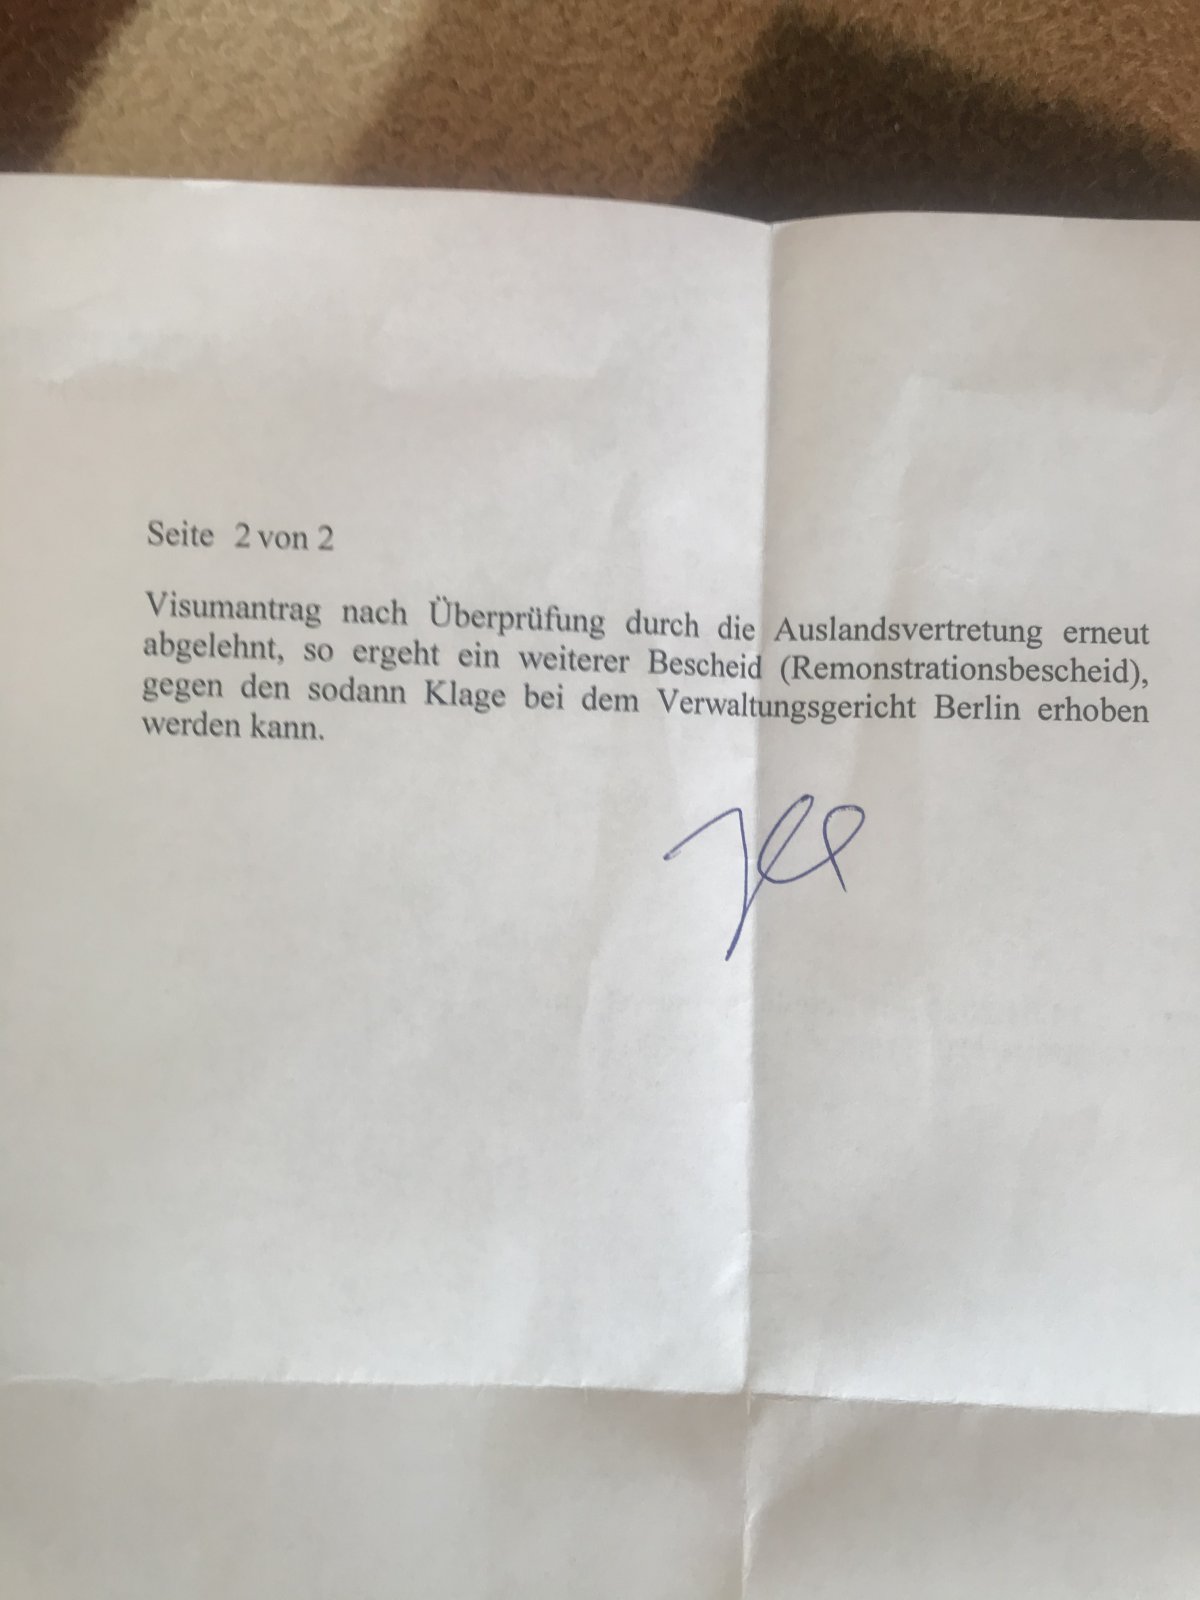 Seite 2 von 2
Visumantrag nach Überprüfung durch die Auslandsvertretung erneut
abgelehnt, so ergeht ein weiterer Bescheid (Remonstrationsbescheid),
gegen den sodann Klage bei dem Verwaltungsgericht Berlin erhoben
werden kann.